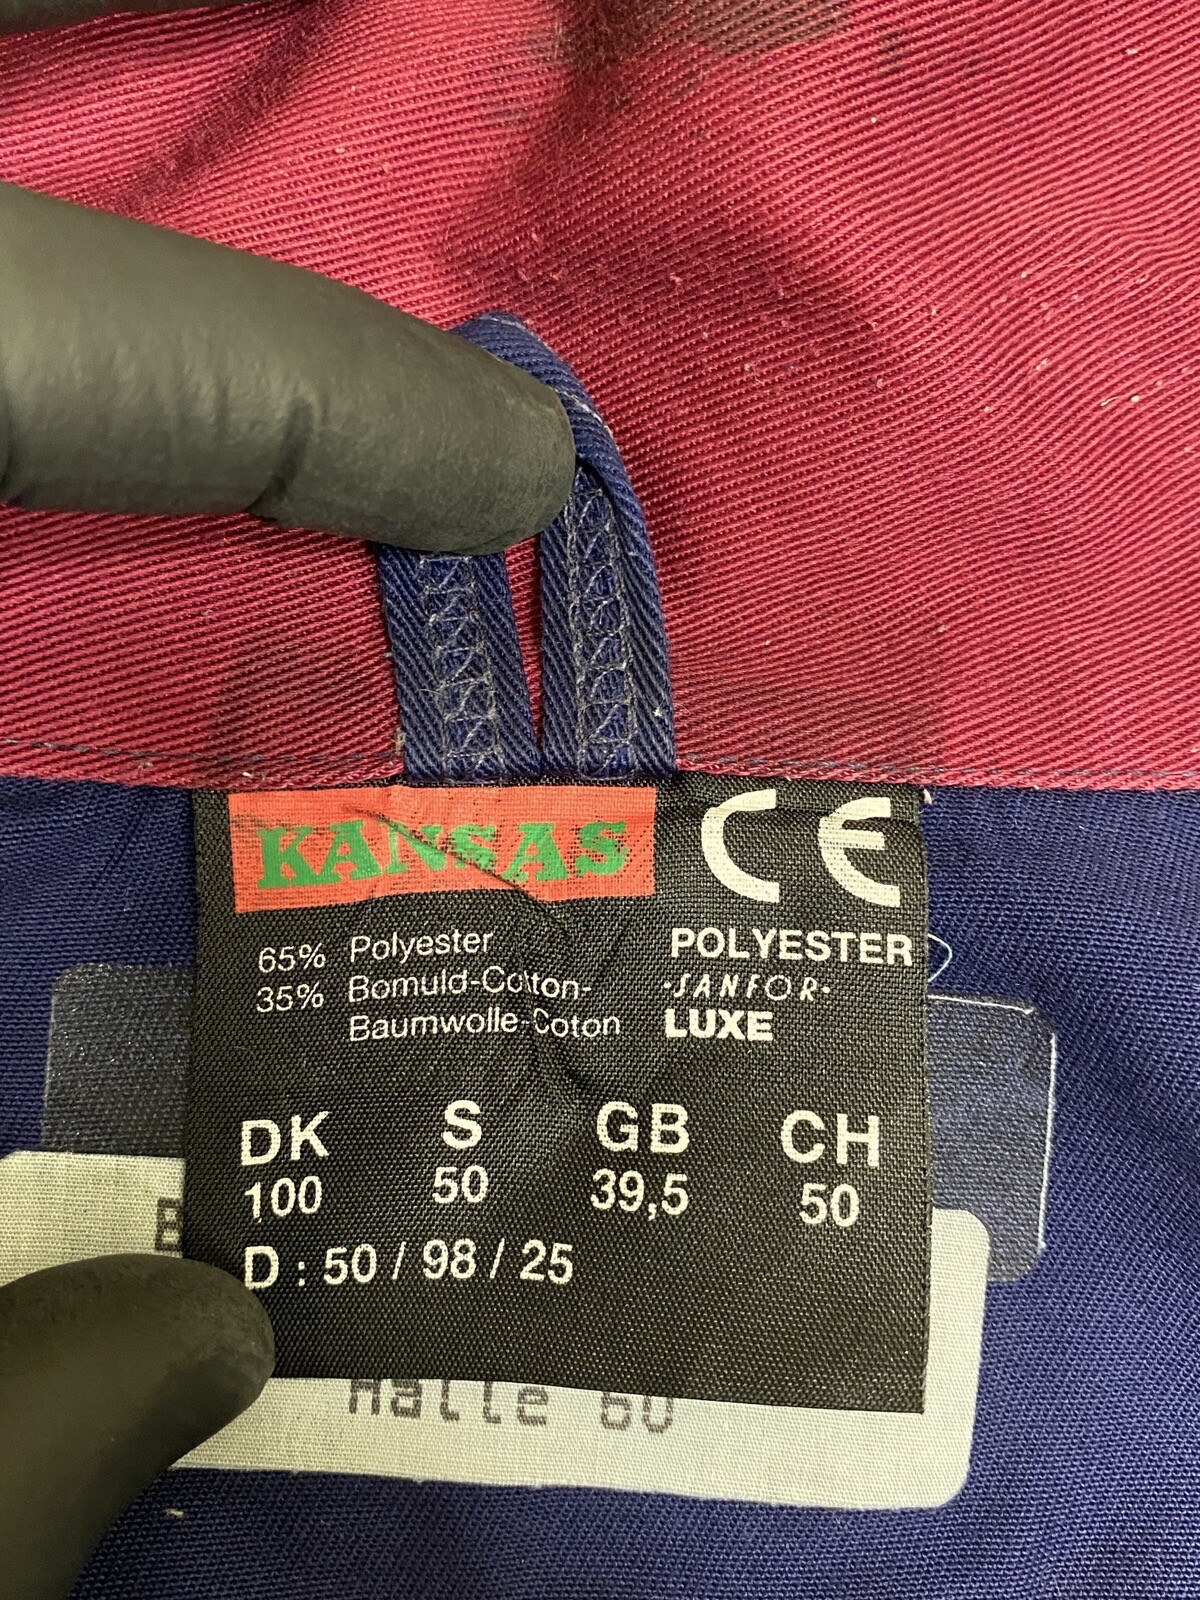 KANSAS CE
65% Polyester
35% Bomuld-Cotton-
Baumwolle-Coton
POLYESTER
·SANFOR·
LUXE
DK S GB CH
100 50 39,5 50
D : 50 / 98 / 25
Halle 60